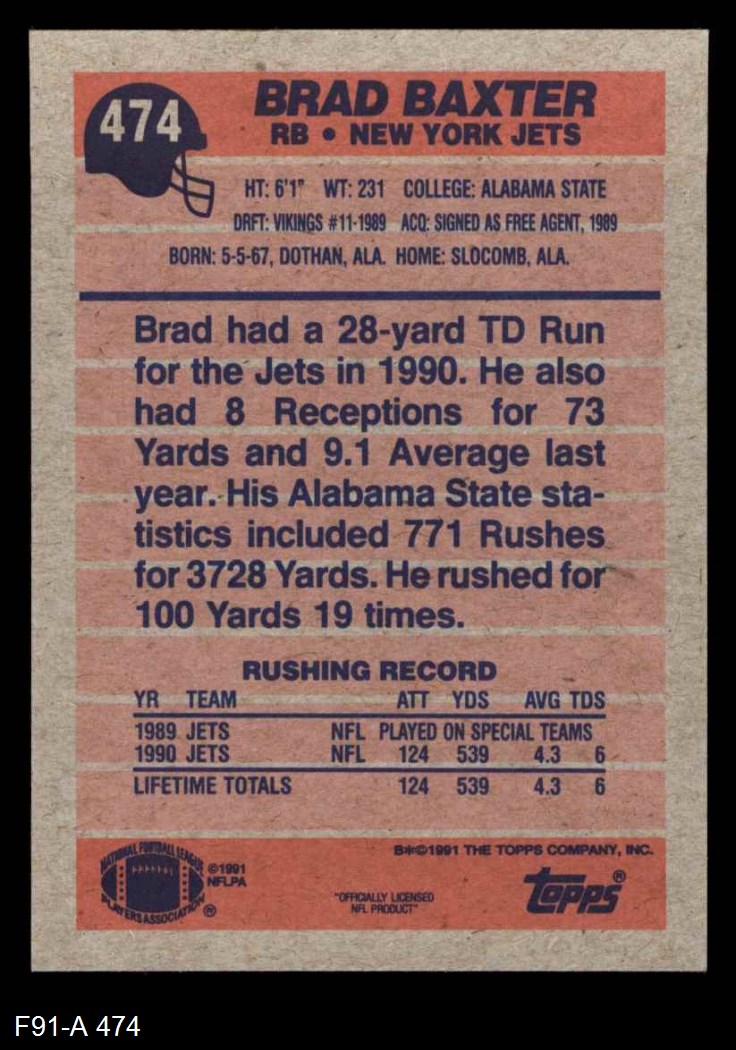 474
BRAD BAXTER
RB • NEW YORK JETS
HT: 6'1" WT: 231 COLLEGE: ALABAMA STATE
DRFT: VIKINGS #11-1989 ACQ: SIGNED AS FREE AGENT, 1989
BORN: 5-5-67, DOTHAN, ALA. HOME: SLOCOMB, ALA.
Brad had a 28-yard TD Run
for the Jets in 1990. He also
had 8 Receptions for 73
Yards and 9.1 Average last
year. His Alabama State sta-
tistics included 771 Rushes
for 3728 Yards. He rushed for
100 Yards 19 times.
RUSHING RECORD
YR TEAM ATT YDS AVG TDS
1989 JETS NFL PLAYED ON SPECIAL TEAMS
1990 JETS NFL 124 539 4.3 6
LIFETIME TOTALS 124 539 4.3 6
NATIONAL FOOTBALL LEAGUE
PLAYERS ASSOCIATION ®
©1991
NFLPA
B*©1991 THE TOPPS COMPANY, INC.
"OFFICIALLY LICENSED
NFL PRODUCT"
topps®
F91-A 474